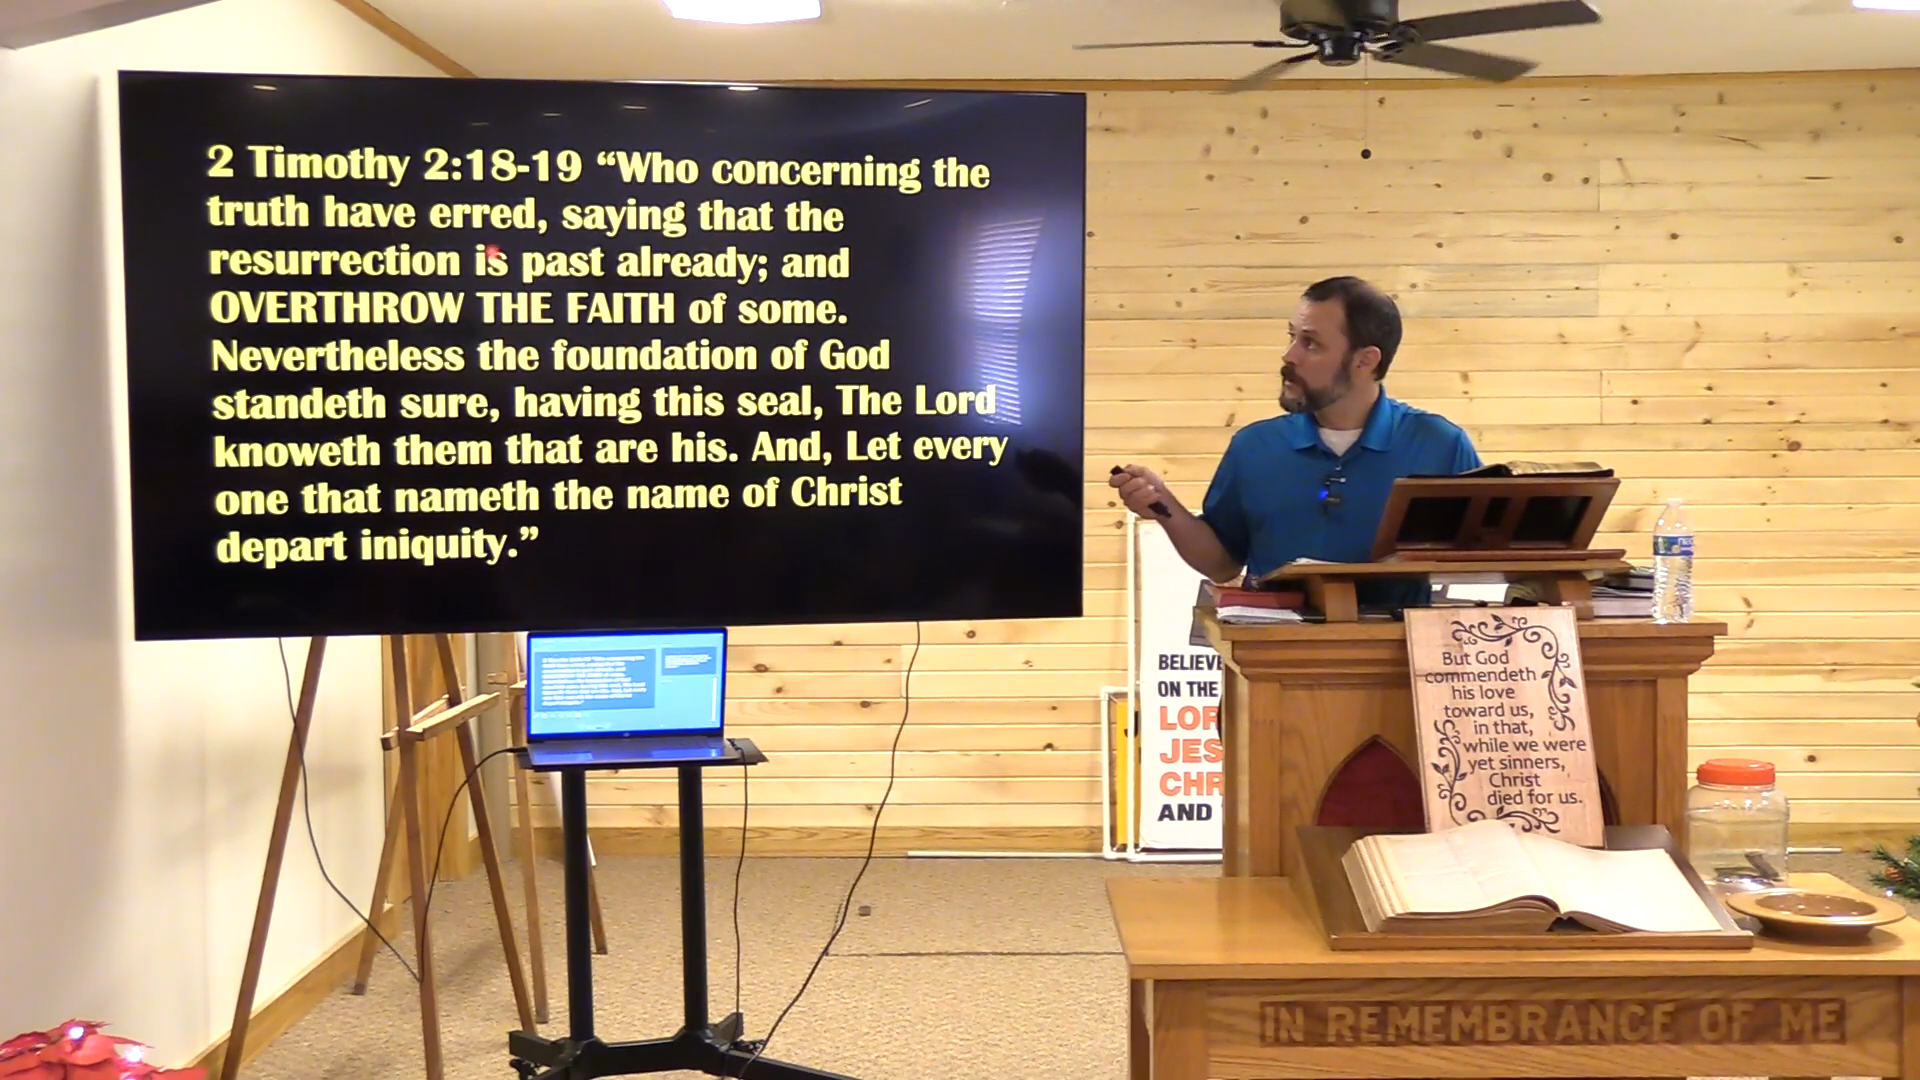 2 Timothy 2:18-19 “Who concerning the
truth have erred, saying that the
resurrection is past already; and
OVERTHROW THE FAITH of some.
Nevertheless the foundation of God
standeth sure, having this seal, The Lord
knoweth them that are his. And, Let every
one that nameth the name of Christ
depart iniquity.”
BELIEVE
ON THE
AND
But God
commendeth
his love
toward us,
in that,
while we were
yet sinners,
Christ
died for us.
IN REMEMBRANCE OF ME